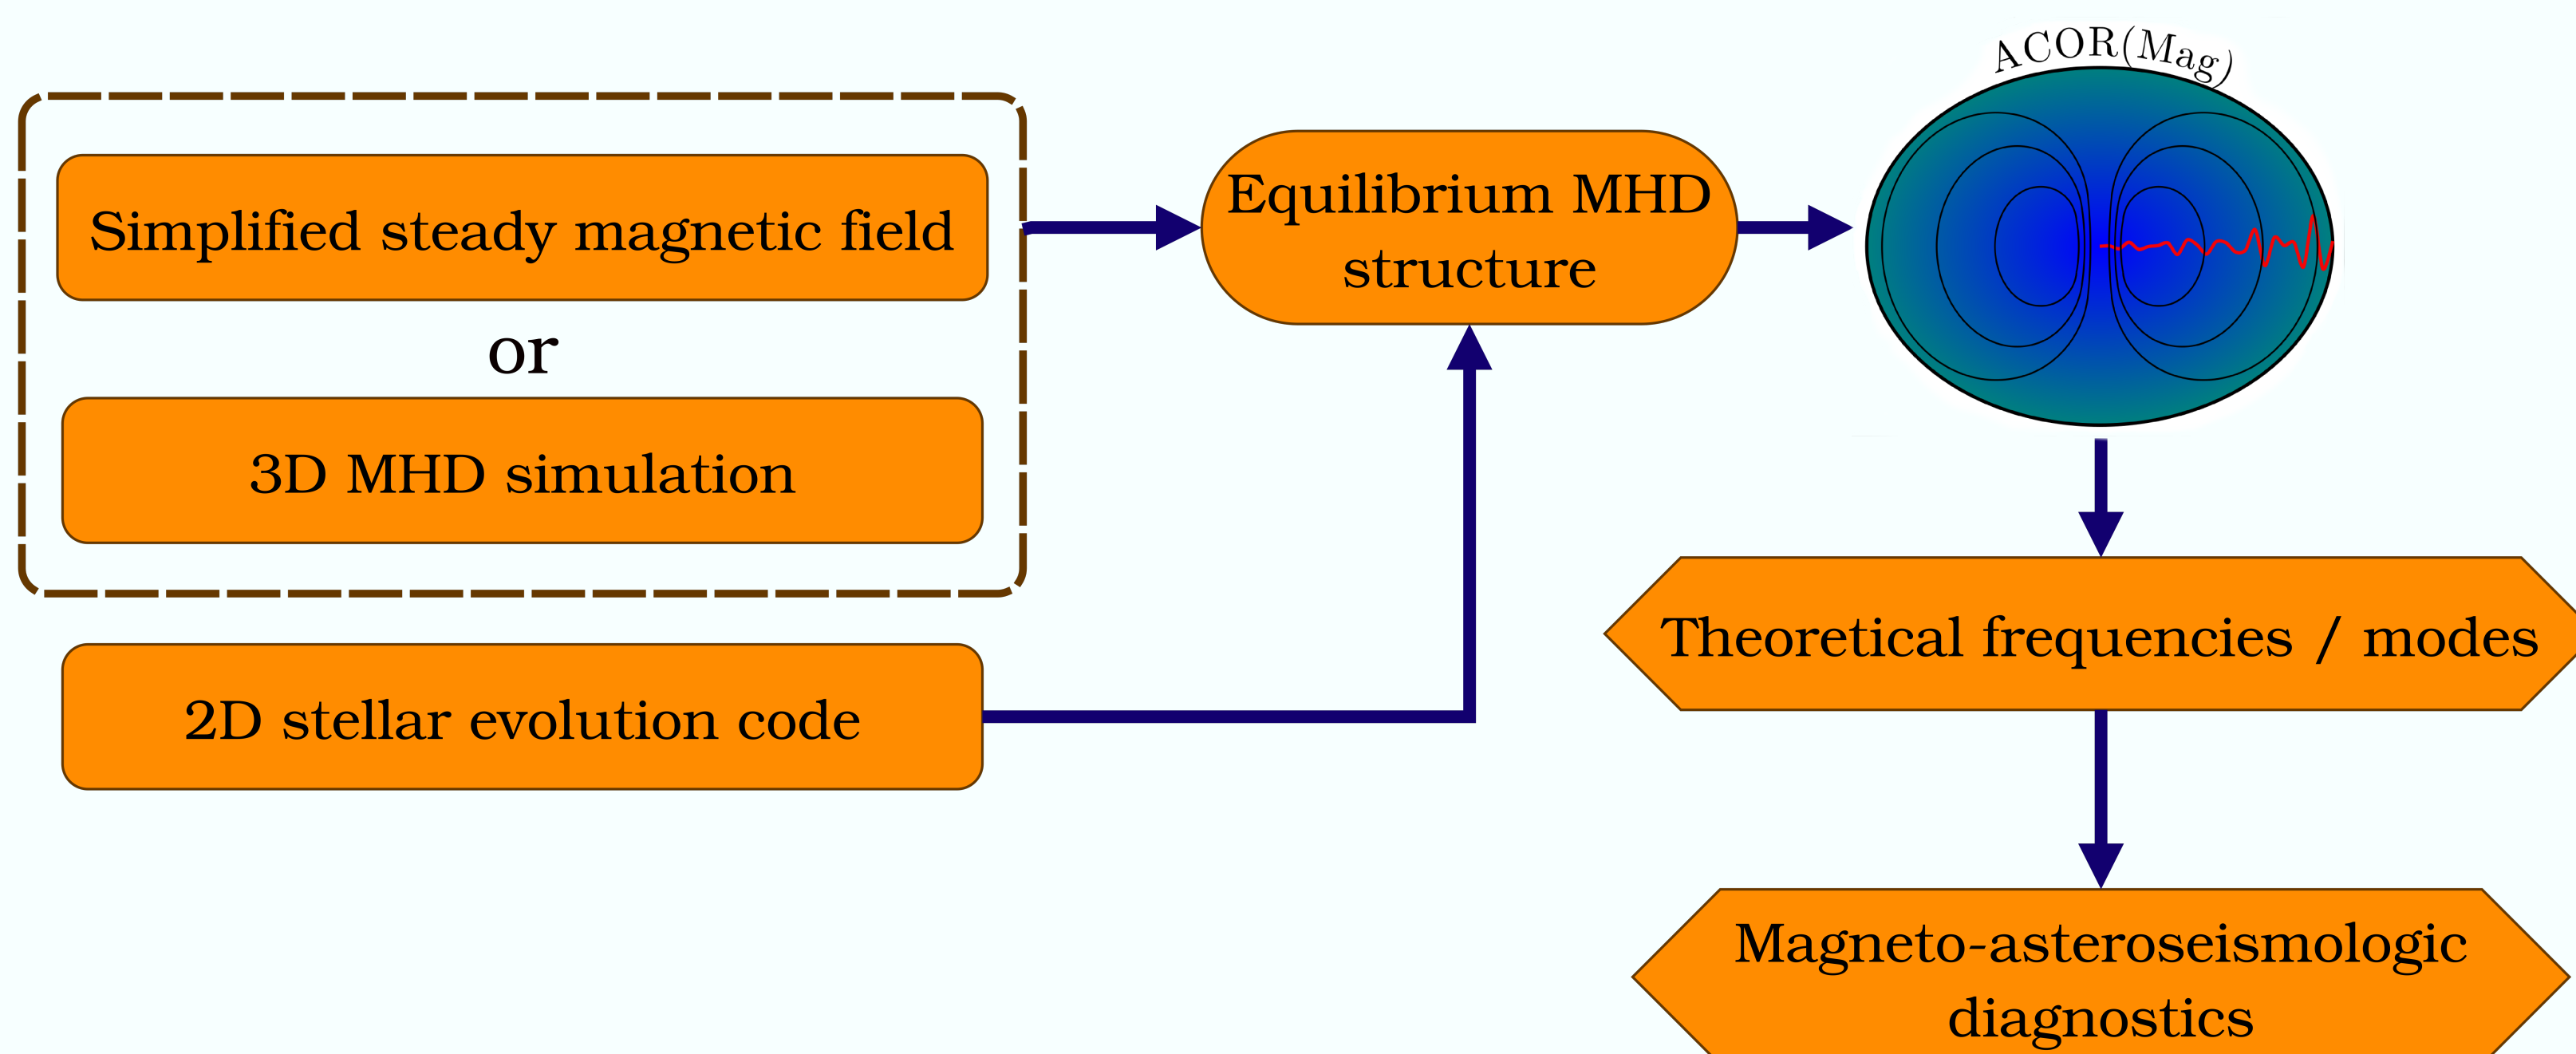 Simplified steady magnetic field
or
3D MHD simulation
2D stellar evolution code
Equilibrium MHD
structure
ACOR(Mag)
Theoretical frequencies / modes
Magneto-asteroseismologic
diagnostics